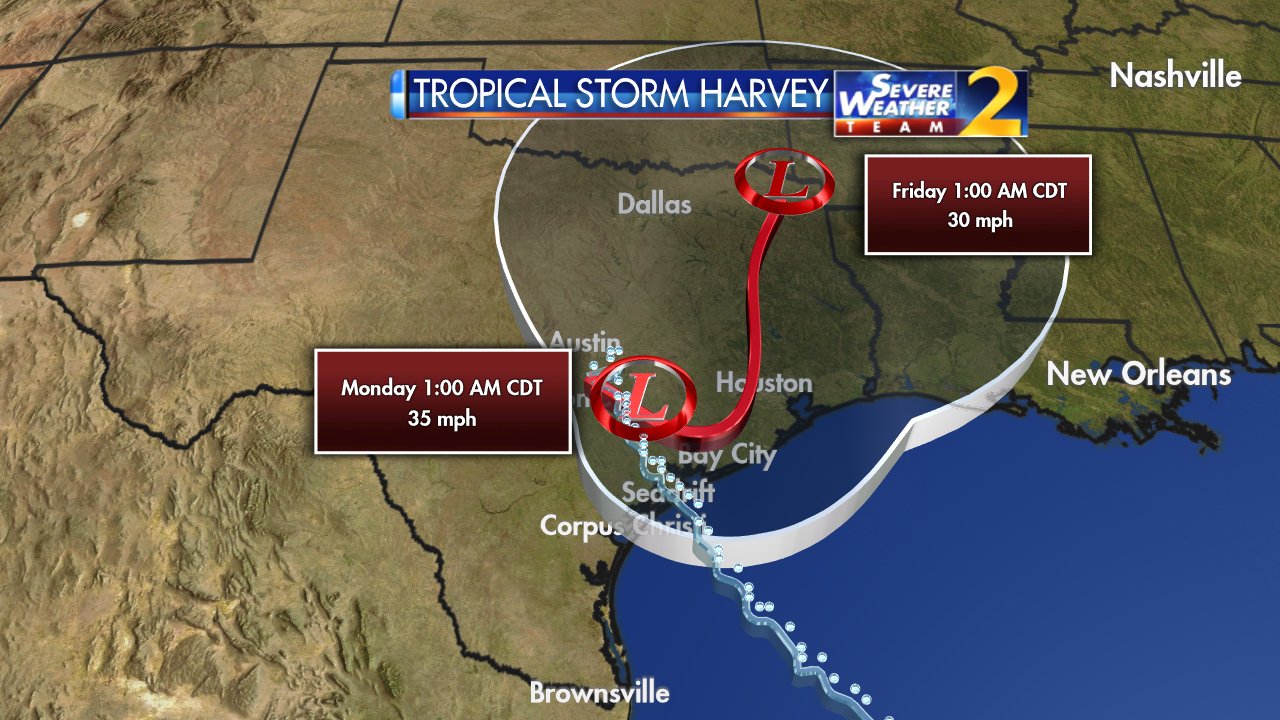 TROPICAL STORM HARVEY
SEVERE
WEATHER
TEAM
2
Nashville
Friday 1:00 AM CDT
30 mph
L
Dallas
Austin
Monday 1:00 AM CDT
35 mph
L
Houston
New Orleans
Bay City
Seadrift
Corpus Christi
Brownsville